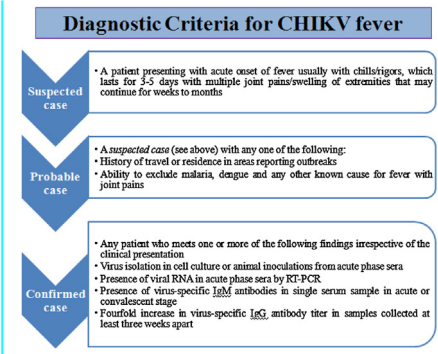 Diagnostic Criteria for CHIKV fever
Suspected
case
• A patient presenting with acute onset of fever usually with chills/rigors, which
lasts for 3-5 days with multiple joint pains/swelling of extremities that may
continue for weeks to months
Probable
case
• A suspected case (see above) with any one of the following:
• History of travel or residence in areas reporting outbreaks
• Ability to exclude malaria, dengue and any other known cause for fever with
joint pains
Confirmed
case
• Any patient who meets one or more of the following findings irrespective of the
clinical presentation
• Virus isolation in cell culture or animal inoculations from acute phase sera
• Presence of viral RNA in acute phase sera by RT-PCR
• Presence of virus-specific IgM antibodies in single serum sample in acute or
convalescent stage
• Fourfold increase in virus-specific IgG antibody titer in samples collected at
least three weeks apart